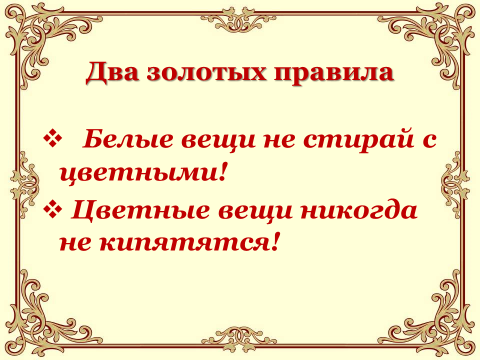 Два золотых правила
❖ Белые вещи не стирай с
цветными!
❖ Цветные вещи никогда
не кипятятся!